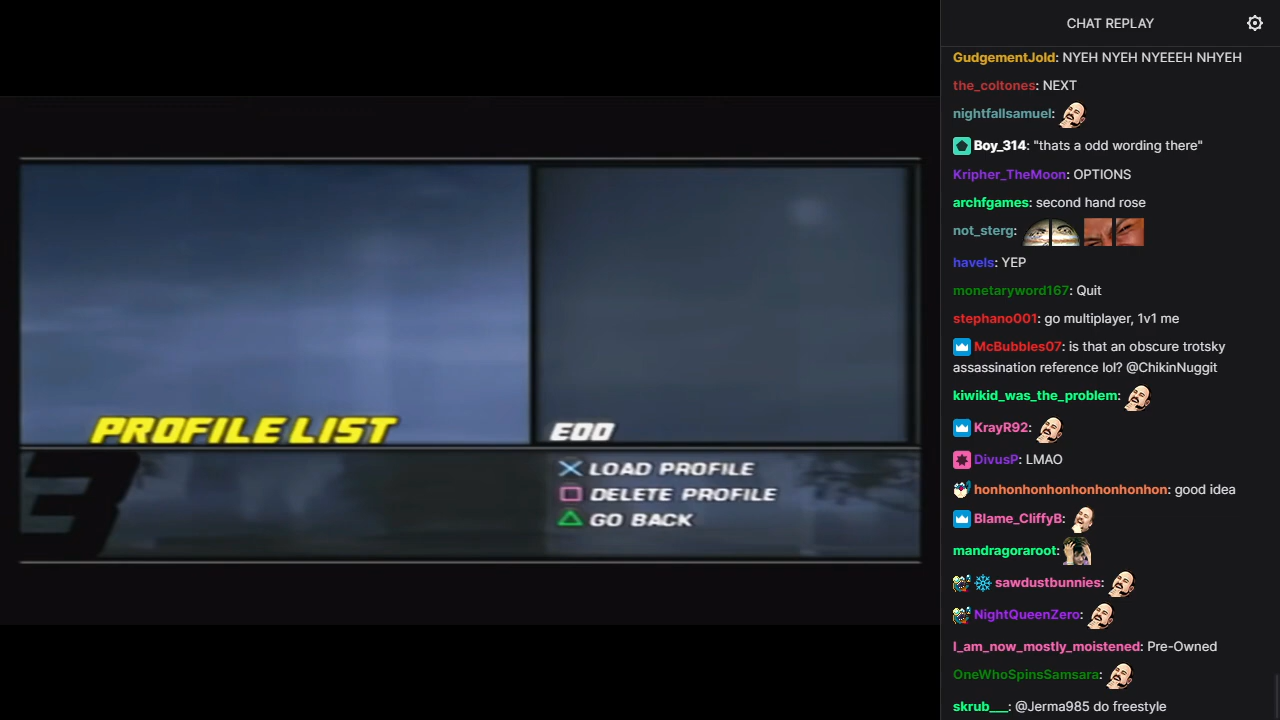 PROFILE LIST
EDD
LOAD PROFILE
DELETE PROFILE
GO BACK
3
CHAT REPLAY
GudgementJold: NYEH NYEH NYEEEH NHYEH
the_coltones: NEXT
nightfallsamuel:
Boy_314: "thats a odd wording there"
Kripher_TheMoon: OPTIONS
archfgames: second hand rose
not_sterg:
havels: YEP
monetaryword167: Quit
stephano001: go multiplayer, 1v1 me
McBubbles07: is that an obscure trotsky
assassination reference lol? @ChikinNuggit
kiwikid_was_the_problem:
KrayR92:
DivusP: LMAO
honhonhonhonhonhonhonhon: good idea
Blame_CliffyB:
mandragoraroot:
sawdustbunnies:
NightQueenZero:
I_am_now_mostly_moistened: Pre-Owned
OneWhoSpinsSamsara:
skrub___: @Jerma985 do freestyle